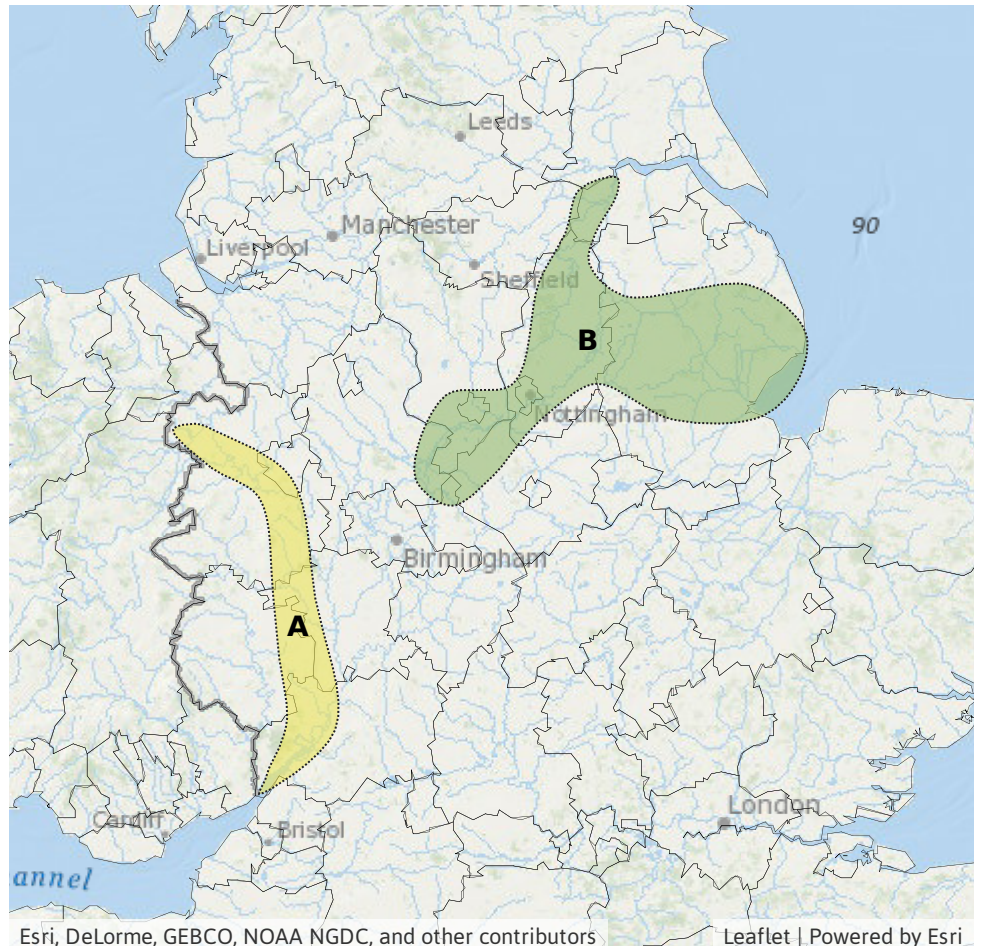 Leeds
90
Manchester
Liverpool
Sheffield
B
Nottingham
Birmingham
A
London
Cardiff
Bristol
annel
Esri, DeLorme, GEBCO, NOAA NGDC, and other contributors
Leaflet | Powered by Esri